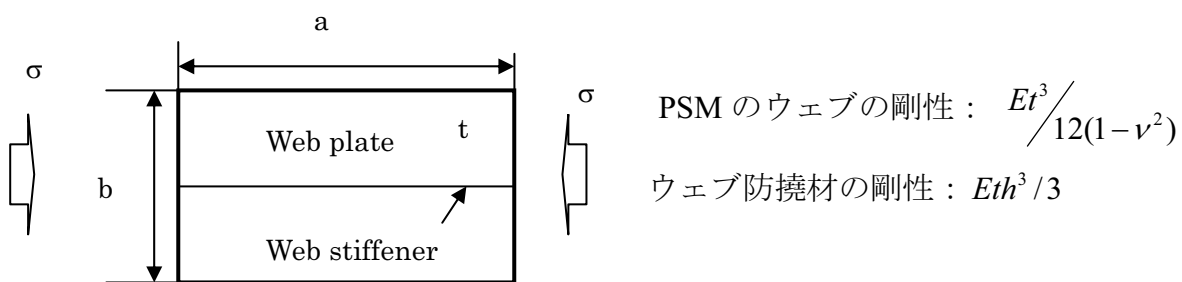 a
σ
σ
PSM のウェブの剛性： Et³/12(1−ν²)
Web plate
t
b
ウェブ防撓材の剛性：Eth³/3
Web stiffener